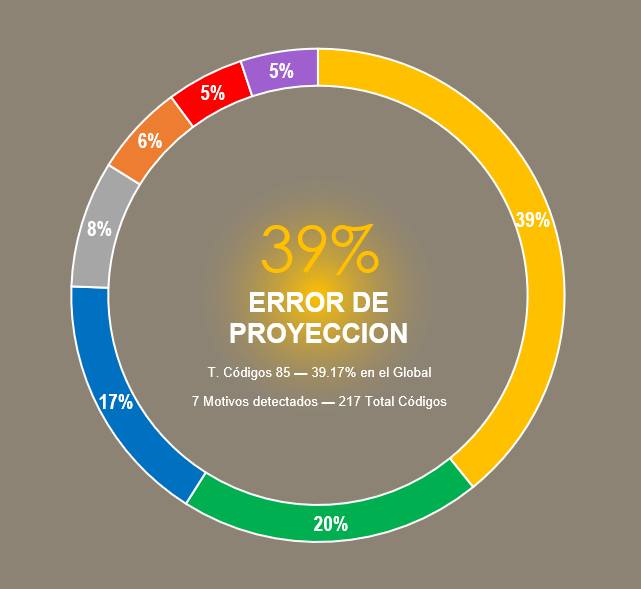 5%
5%
6%
39%
8%
39%
ERROR DE
PROYECCION
T. Códigos 85 — 39.17% en el Global
7 Motivos detectados — 217 Total Códigos
17%
20%